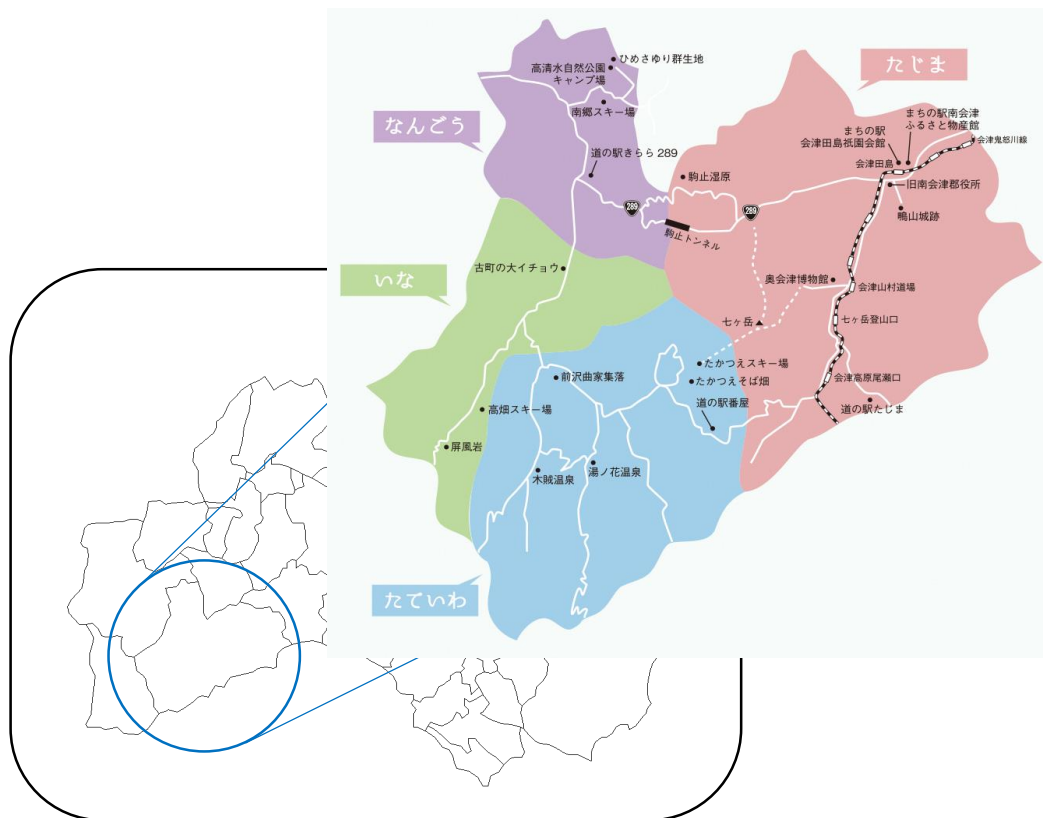 ひめさゆり群生地
高清水自然公園
キャンプ場
たじま
南郷スキー場
なんごう
まちの駅南会津
ふるさと物産館
まちの駅
会津田島祇園会館
会津鬼怒川線
道の駅きらら 289
会津田島
駒止湿原
旧南会津郡役所
289
289
鴫山城跡
駒止トンネル
古町の大イチョウ
いな
奥会津博物館
会津山村道場
七ヶ岳
七ヶ岳登山口
たかつえスキー場
前沢曲家集落
たかつえそば畑
会津高原尾瀬口
高畑スキー場
道の駅番屋
道の駅たじま
屏風岩
木賊温泉
湯ノ花温泉
たていわ